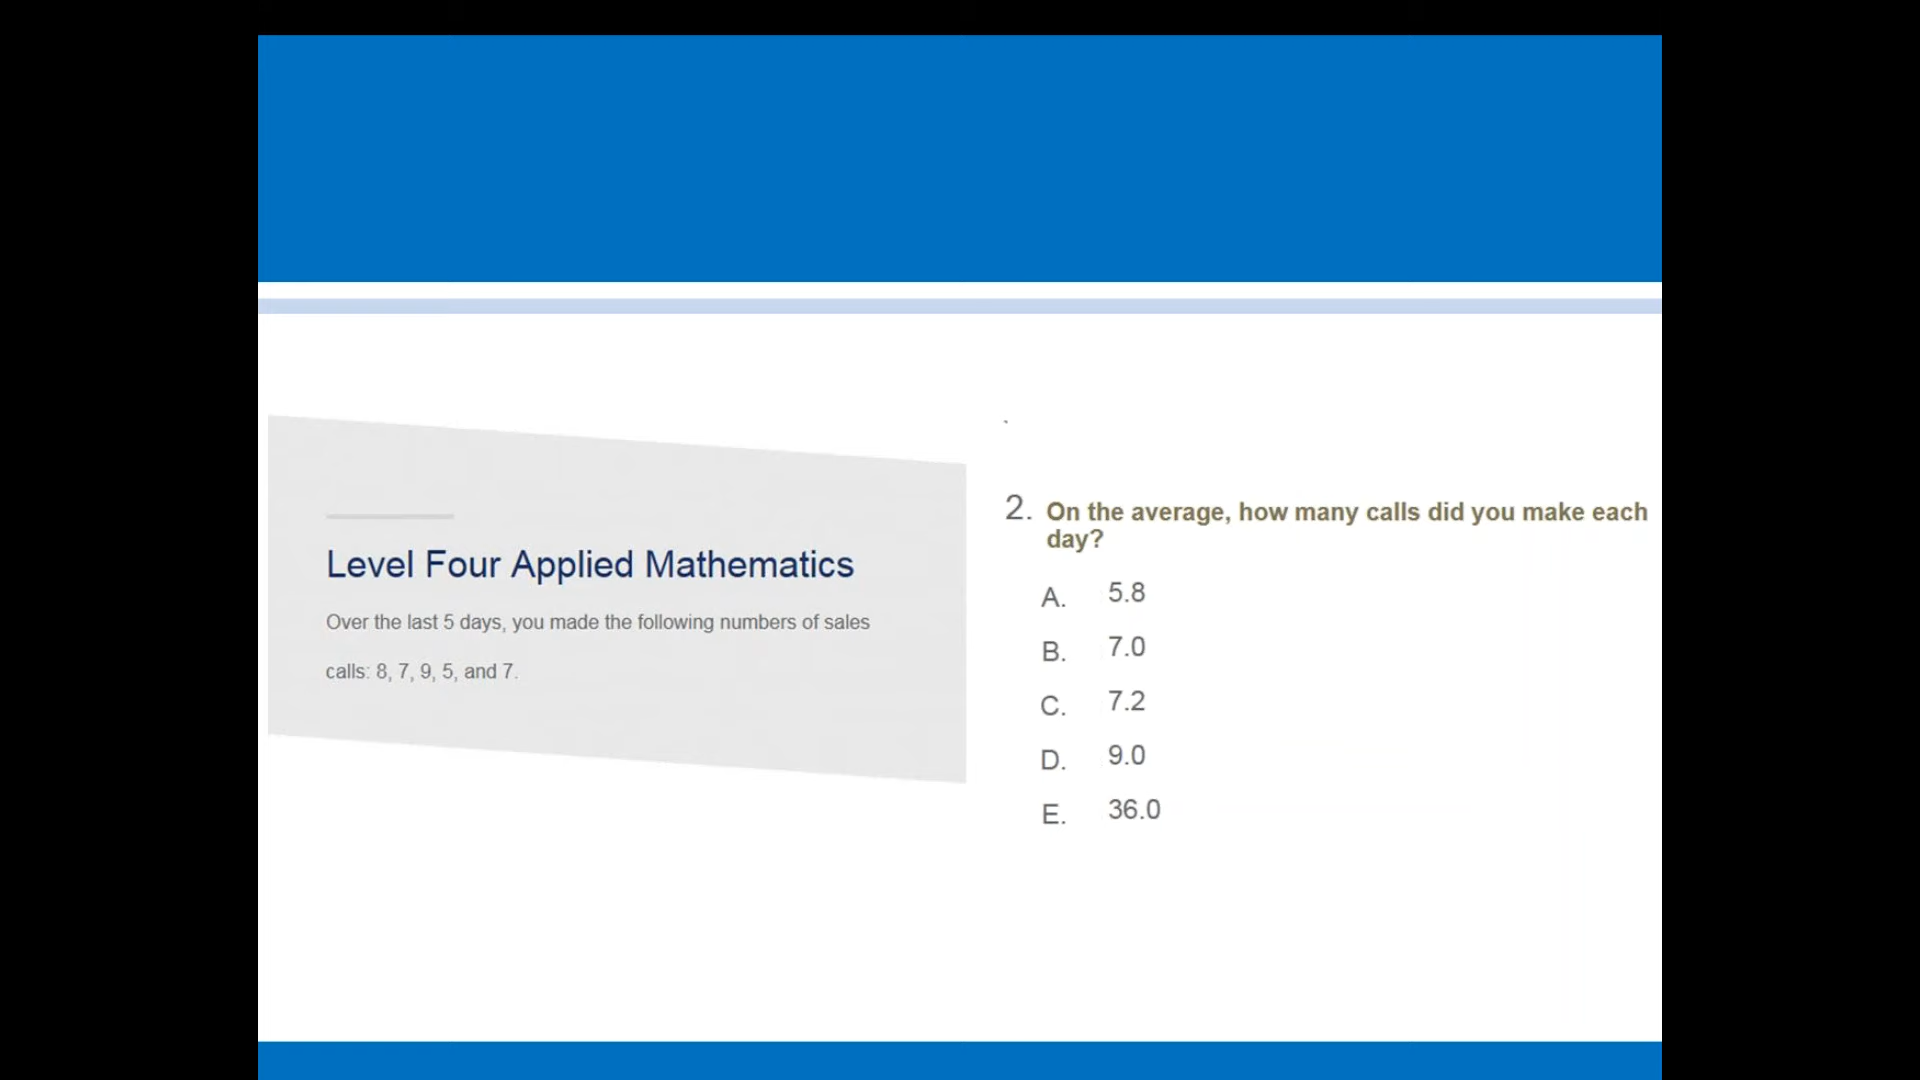 Level Four Applied Mathematics
Over the last 5 days, you made the following numbers of sales
calls: 8, 7, 9, 5, and 7.
2. On the average, how many calls did you make each
day?
A. 5.8
B. 7.0
C. 7.2
D. 9.0
E. 36.0